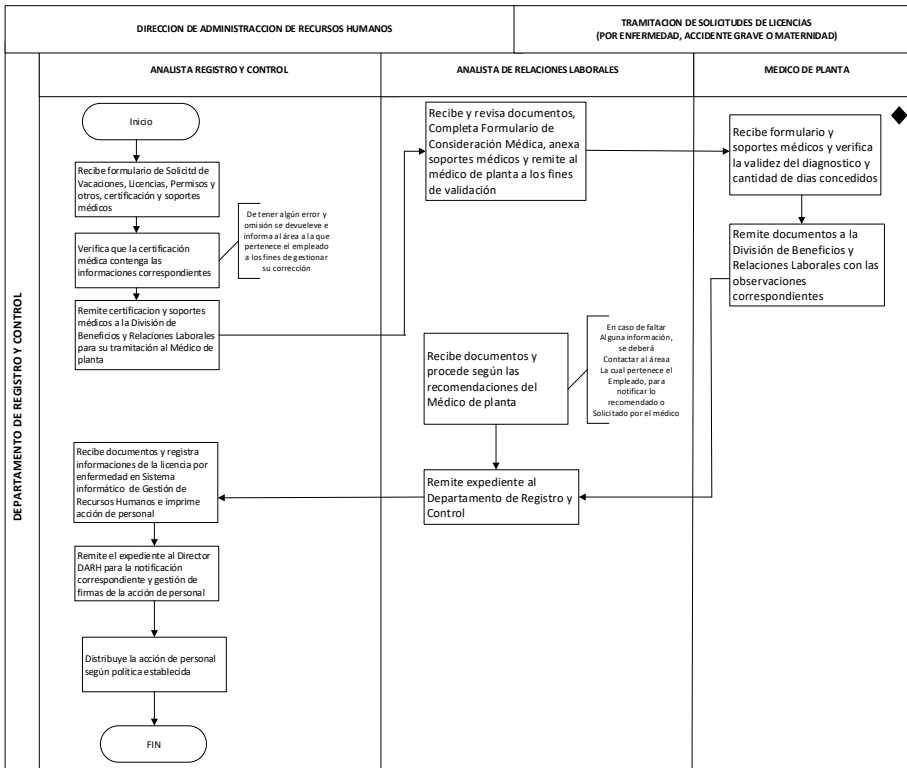 DIRECCION DE ADMINISTRACCION DE RECURSOS HUMANOS
TRAMITACION DE SOLICITUDES DE LICENCIAS
(POR ENFERMEDAD, ACCIDENTE GRAVE O MATERNIDAD)
DEPARTAMENTO DE REGISTRO Y CONTROL
ANALISTA REGISTRO Y CONTROL
ANALISTA DE RELACIONES LABORALES
MEDICO DE PLANTA
Inicio
Recibe formulario de Solicitd de
Vacaciones, Licencias, Permisos y
otros, certificación y soportes
médicos
Verifica que la certificación
médica contenga las
informaciones correspondientes
De tener algún error y
omisión se devuelve e
informa al área a la que
pertenece el empleado
a los fines de gestionar
su corrección
Remite certificacion y soportes
médicos a la División de
Beneficios y Relaciones Laborales
para su tramitación al Médico de
planta
Recibe y revisa documentos,
Completa Formulario de
Consideración Médica, anexa
soportes médicos y remite al
médico de planta a los fines
de validación
Recibe formulario y
soportes médicos y verifica
la validez del diagnostico y
cantidad de dias concedidos
Remite documentos a la
División de Beneficios y
Relaciones Laborales con las
observaciones
correspondientes
Recibe documentos y
procede según las
recomendaciones del
Médico de planta
En caso de faltar
Alguna información,
se deberá
Contactar al áreaa
La cual pertenece el
Empleado, para
notificar lo
recomendado o
Solicitado por el médico
Remite expediente al
Departamento de Registro y
Control
Recibe documentos y registra
informaciones de la licencia por
enfermedad en Sistema
informático de Gestión de
Recursos Humanos e imprime
acción de personal
Remite el expediente al Director
DARH para la notificación
correspondiente y gestión de
firmas de la acción de personal
Distribuye la acción de personal
según politica establecida
FIN